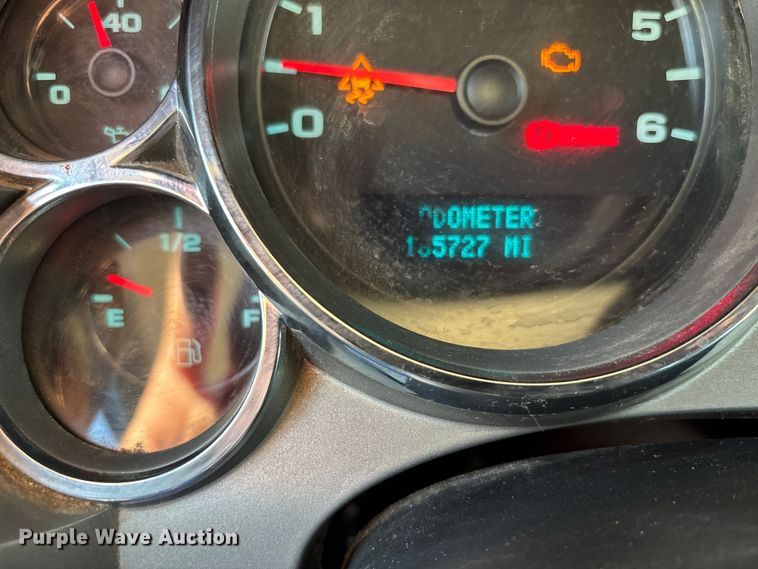 40
0
1
5
0
6
ODOMETER
MI
1/2
E
F
Purple Wave Auction